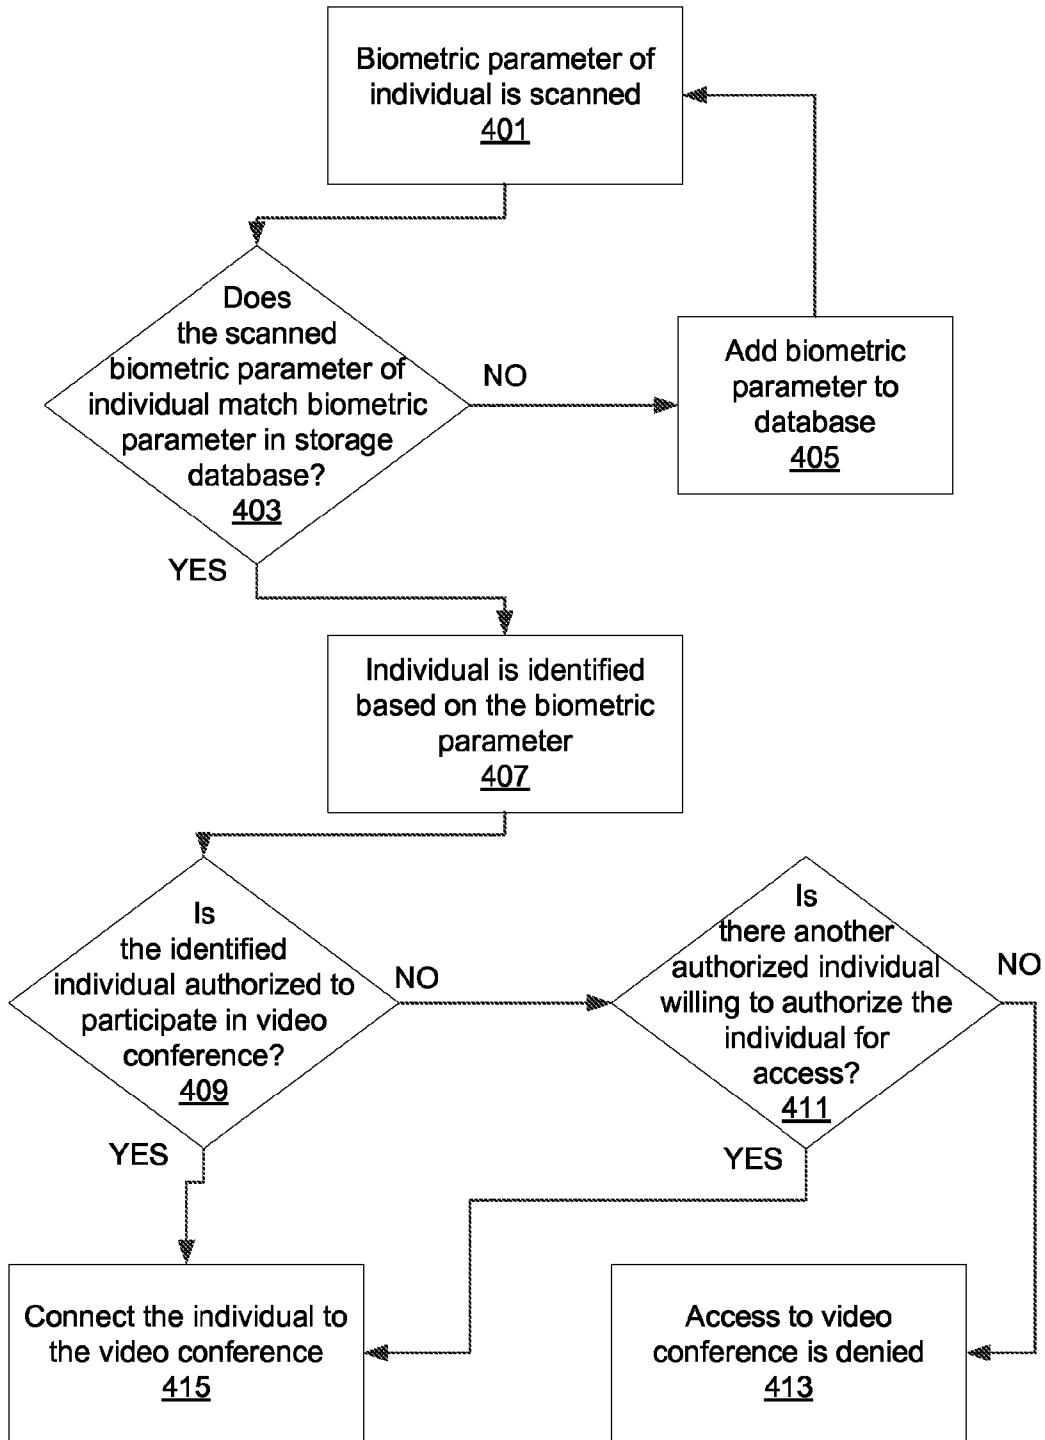 Biometric parameter of
individual is scanned
401
Does
the scanned
biometric parameter of
individual match biometric
parameter in storage
database?
403
NO
Add biometric
parameter to
database
405
YES
Individual is identified
based on the biometric
parameter
407
Is
the identified
individual authorized to
participate in video
conference?
409
NO
Is
there another
authorized individual
willing to authorize the
individual for
access?
411
NO
YES
YES
Connect the individual to
the video conference
415
Access to video
conference is denied
413